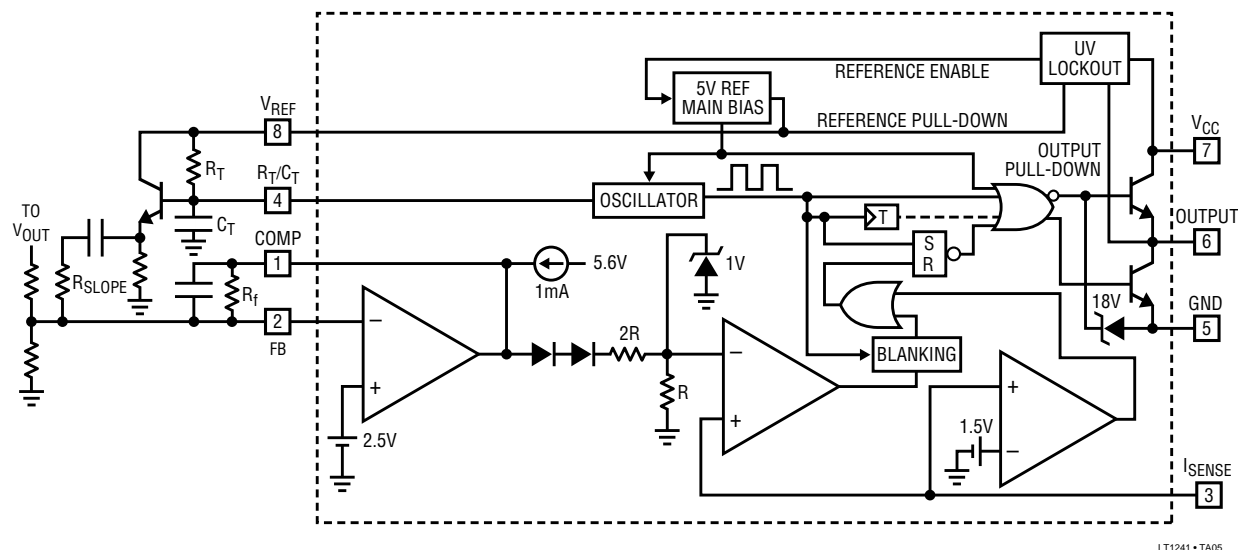 UV
LOCKOUT
REFERENCE ENABLE
5V REF
MAIN BIAS
V_REF
8
REFERENCE PULL-DOWN
V_CC
7
R_T
OUTPUT
PULL-DOWN
R_T/C_T
4
OSCILLATOR
TO
V_OUT
C_T
T
OUTPUT
6
COMP
1
S
R
5.6V
1mA
1V
R_SLOPE
R_f
18V
GND
5
2
FB
–
2R
BLANKING
–
R
+
+
1.5V
+
–
2.5V
I_SENSE
3
LT1241 • TA05